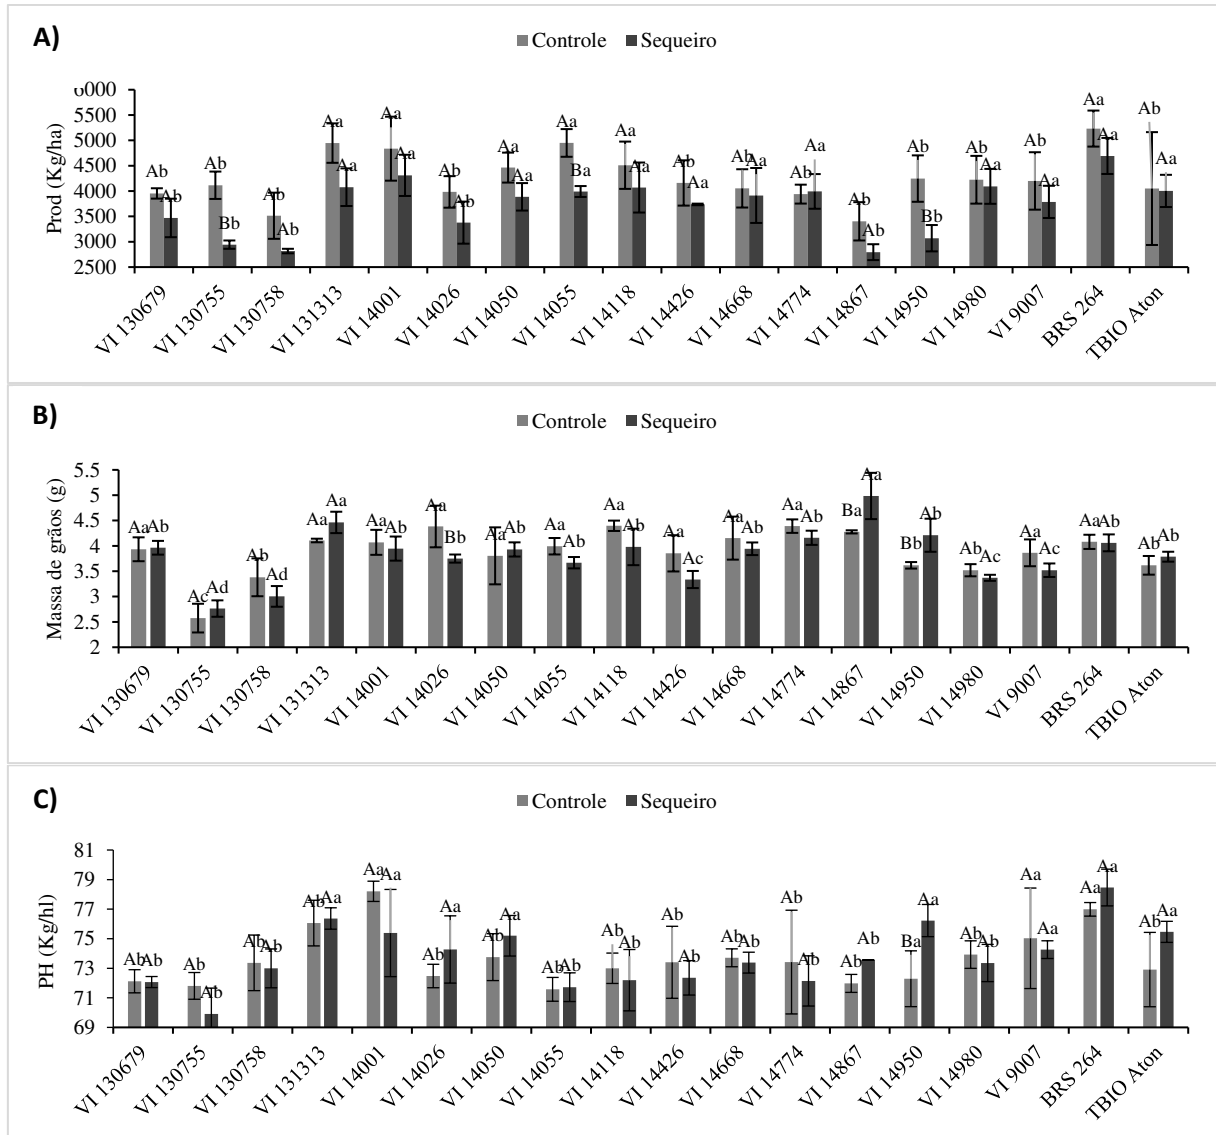 A)
Controle Sequeiro
Prod (Kg/ha)
6000
5500
5000
4500
4000
3500
3000
2500
Ab Ab Ab Bb Ab Ab Aa Aa Aa Aa Ab Ab Aa Aa Aa Ba Aa Aa Ab Aa Ab Aa Ab Aa Ab Ab Ab Bb Ab Aa Ab Aa Aa Aa Ab Aa
VI 130679 VI 130755 VI 130758 VI 131313 VI 14001 VI 14026 VI 14050 VI 14055 VI 14118 VI 14426 VI 14668 VI 14774 VI 14867 VI 14950 VI 14980 VI 9007 BRS 264 TBIO Aton
B)
Controle Sequeiro
Massa de grãos (g)
5.5
5
4.5
4
3.5
3
2.5
2
Aa Ab Ac Ad Ab Ad Aa Aa Aa Ab Aa Bb Aa Ab Aa Ab Aa Ab Aa Ac Aa Ab Aa Ab Ba Aa Bb Ab Ab Ac Aa Ac Aa Ab Ab Ab
VI 130679 VI 130755 VI 130758 VI 131313 VI 14001 VI 14026 VI 14050 VI 14055 VI 14118 VI 14426 VI 14668 VI 14774 VI 14867 VI 14950 VI 14980 VI 9007 BRS 264 TBIO Aton
C)
Controle Sequeiro
PH (Kg/hl)
81
79
77
75
73
71
69
Ab Ab Ab Ab Ab Ab Ab Aa Aa Aa Ab Aa Ab Aa Ab Ab Ab Ab Ab Ab Ab Ab Ab Ab Ab Ab Ba Aa Ab Ab Aa Aa Aa Aa Ab Aa
VI 130679 VI 130755 VI 130758 VI 131313 VI 14001 VI 14026 VI 14050 VI 14055 VI 14118 VI 14426 VI 14668 VI 14774 VI 14867 VI 14950 VI 14980 VI 9007 BRS 264 TBIO Aton